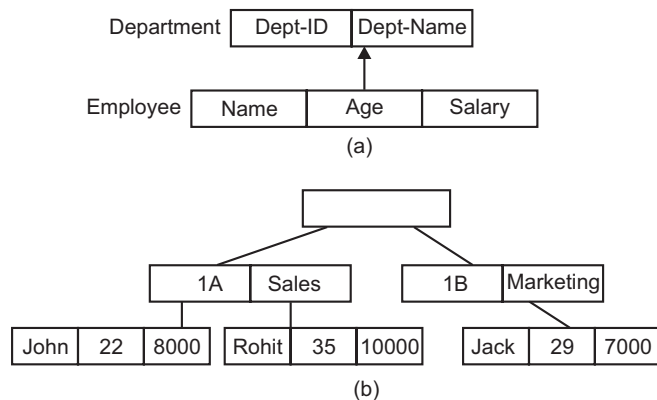 Department Dept-ID Dept-Name
Employee Name Age Salary
(a)
1A Sales 1B Marketing
John 22 8000 Rohit 35 10000 Jack 29 7000
(b)